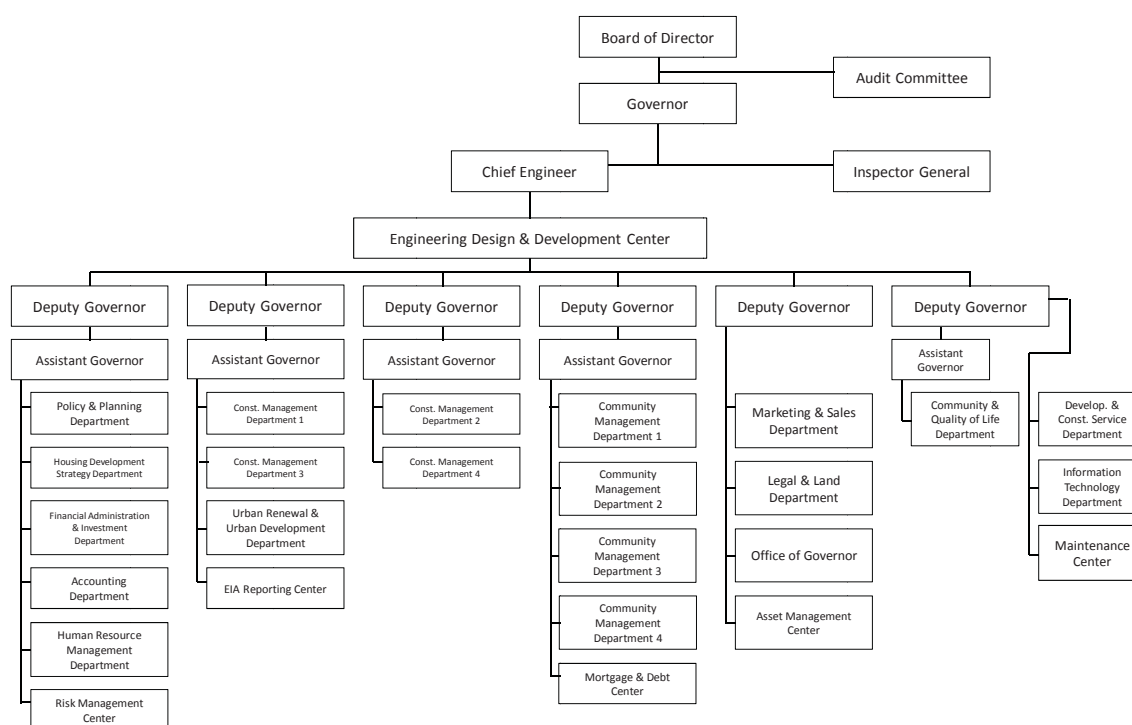 Board of Director
Audit Committee
Governor
Chief Engineer
Inspector General
Engineering Design & Development Center
Deputy Governor
Deputy Governor
Deputy Governor
Deputy Governor
Deputy Governor
Deputy Governor
Assistant Governor
Assistant Governor
Assistant Governor
Assistant Governor
Assistant
Governor
Policy & Planning
Department
Housing Development
Strategy Department
Financial Administration
& Investment
Department
Accounting
Department
Human Resource
Management
Department
Risk Management
Center
Const. Management
Department 1
Const. Management
Department 3
Urban Renewal &
Urban Development
Department
EIA Reporting Center
Const. Management
Department 2
Const. Management
Department 4
Community
Management
Department 1
Community
Management
Department 2
Community
Management
Department 3
Community
Management
Department 4
Mortgage & Debt
Center
Marketing & Sales
Department
Legal & Land
Department
Office of Governor
Asset Management
Center
Community &
Quality of Life
Department
Develop. &
Const. Service
Department
Information
Technology
Department
Maintenance
Center